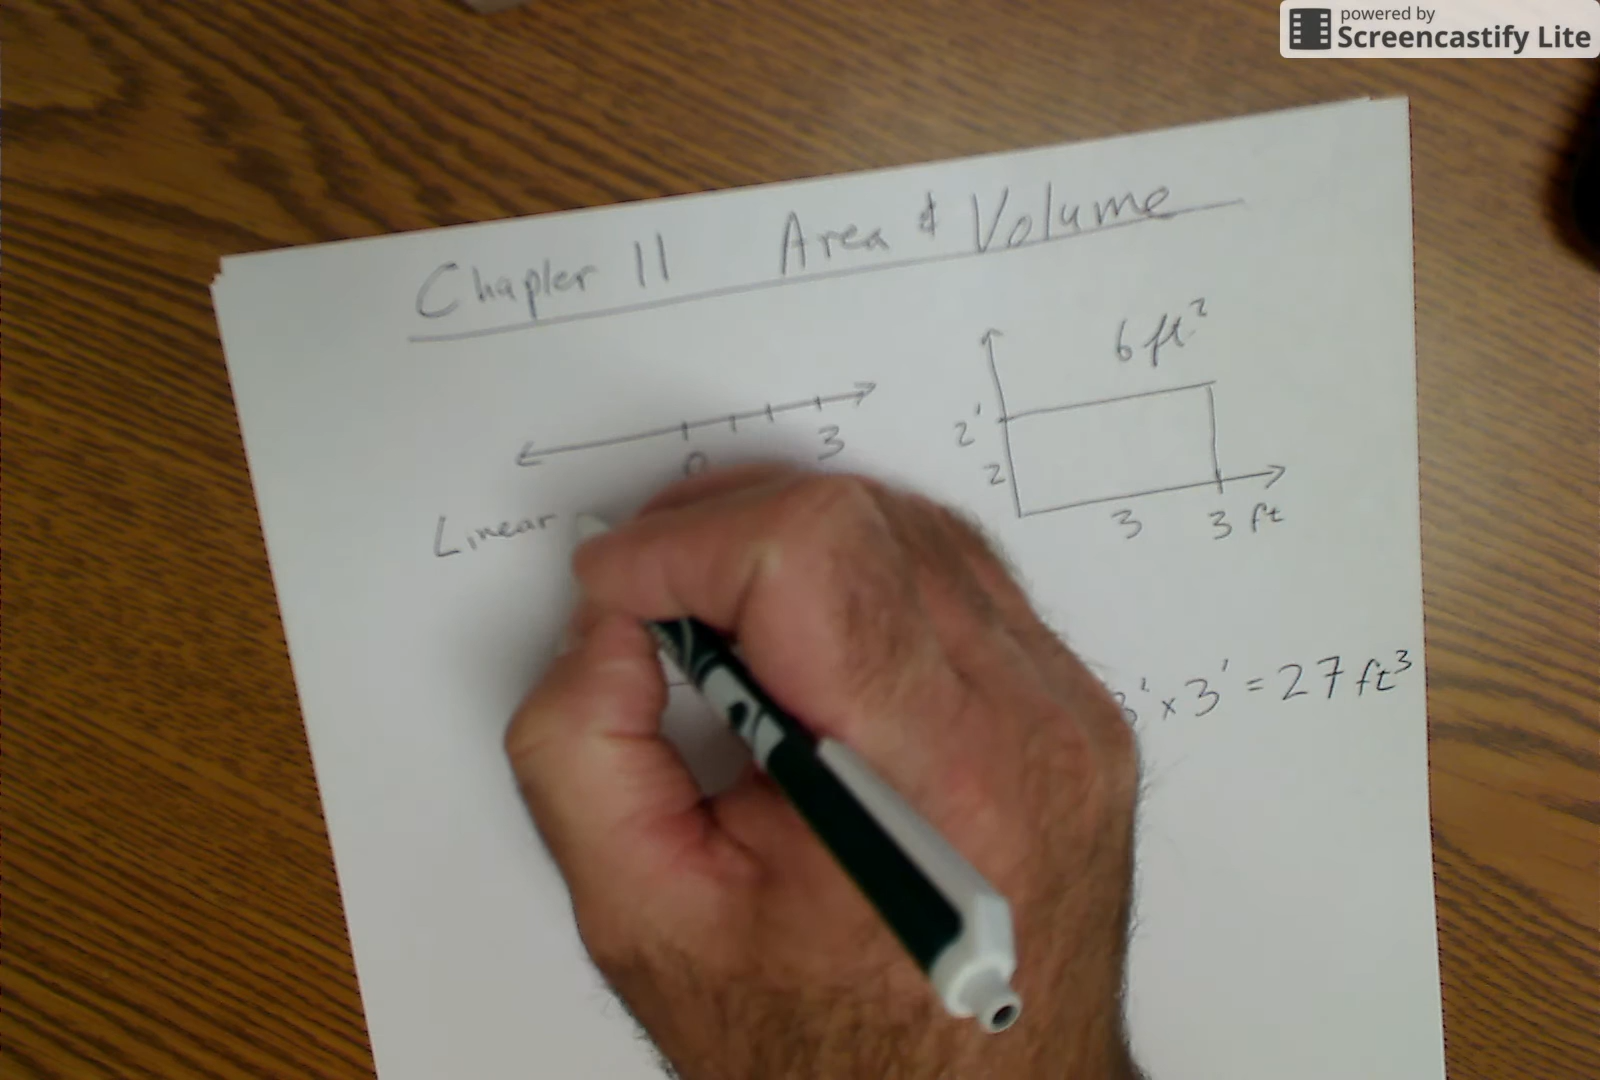 powered by
Screencastify Lite
Chapter 11 Area & Volume
6 ft²
2'
3
0
2
Linear
3
3 ft
3' x 3' = 27 ft³